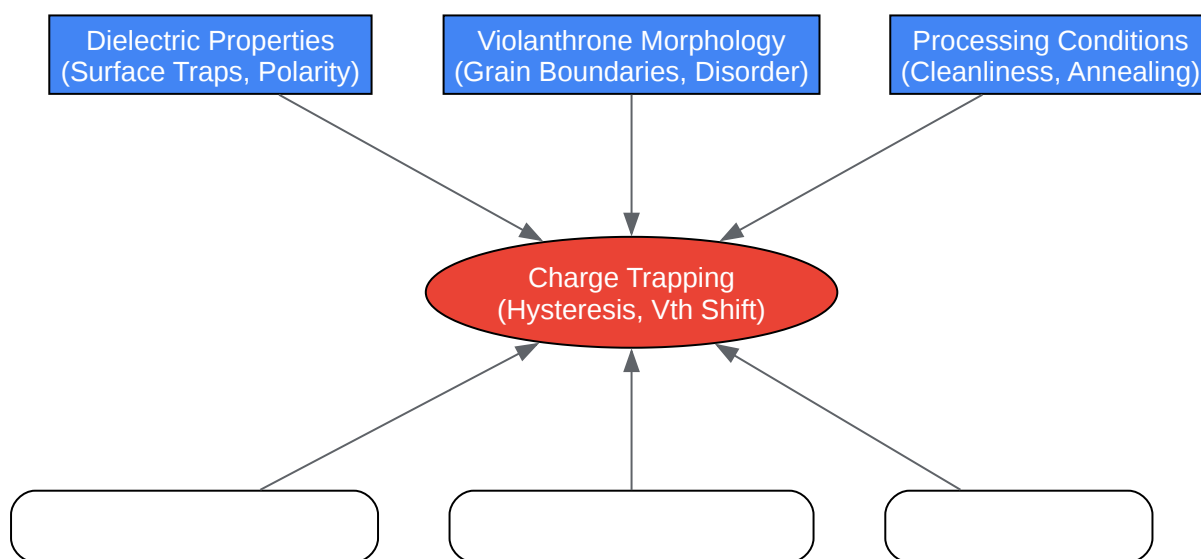 Dielectric Properties
(Surface Traps, Polarity)
Violanthrone Morphology
(Grain Boundaries, Disorder)
Processing Conditions
(Cleanliness, Annealing)
Charge Trapping
(Hysteresis, Vth Shift)